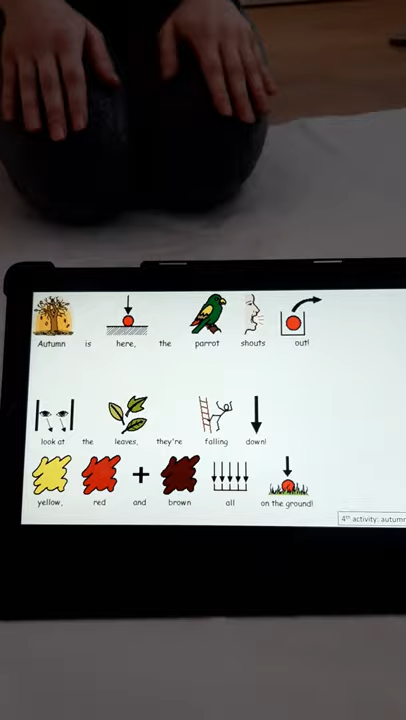 Autumn is here, the parrot shouts out!
look at the leaves, they're falling down!
yellow, red and brown all on the ground!
4th activity: autumn